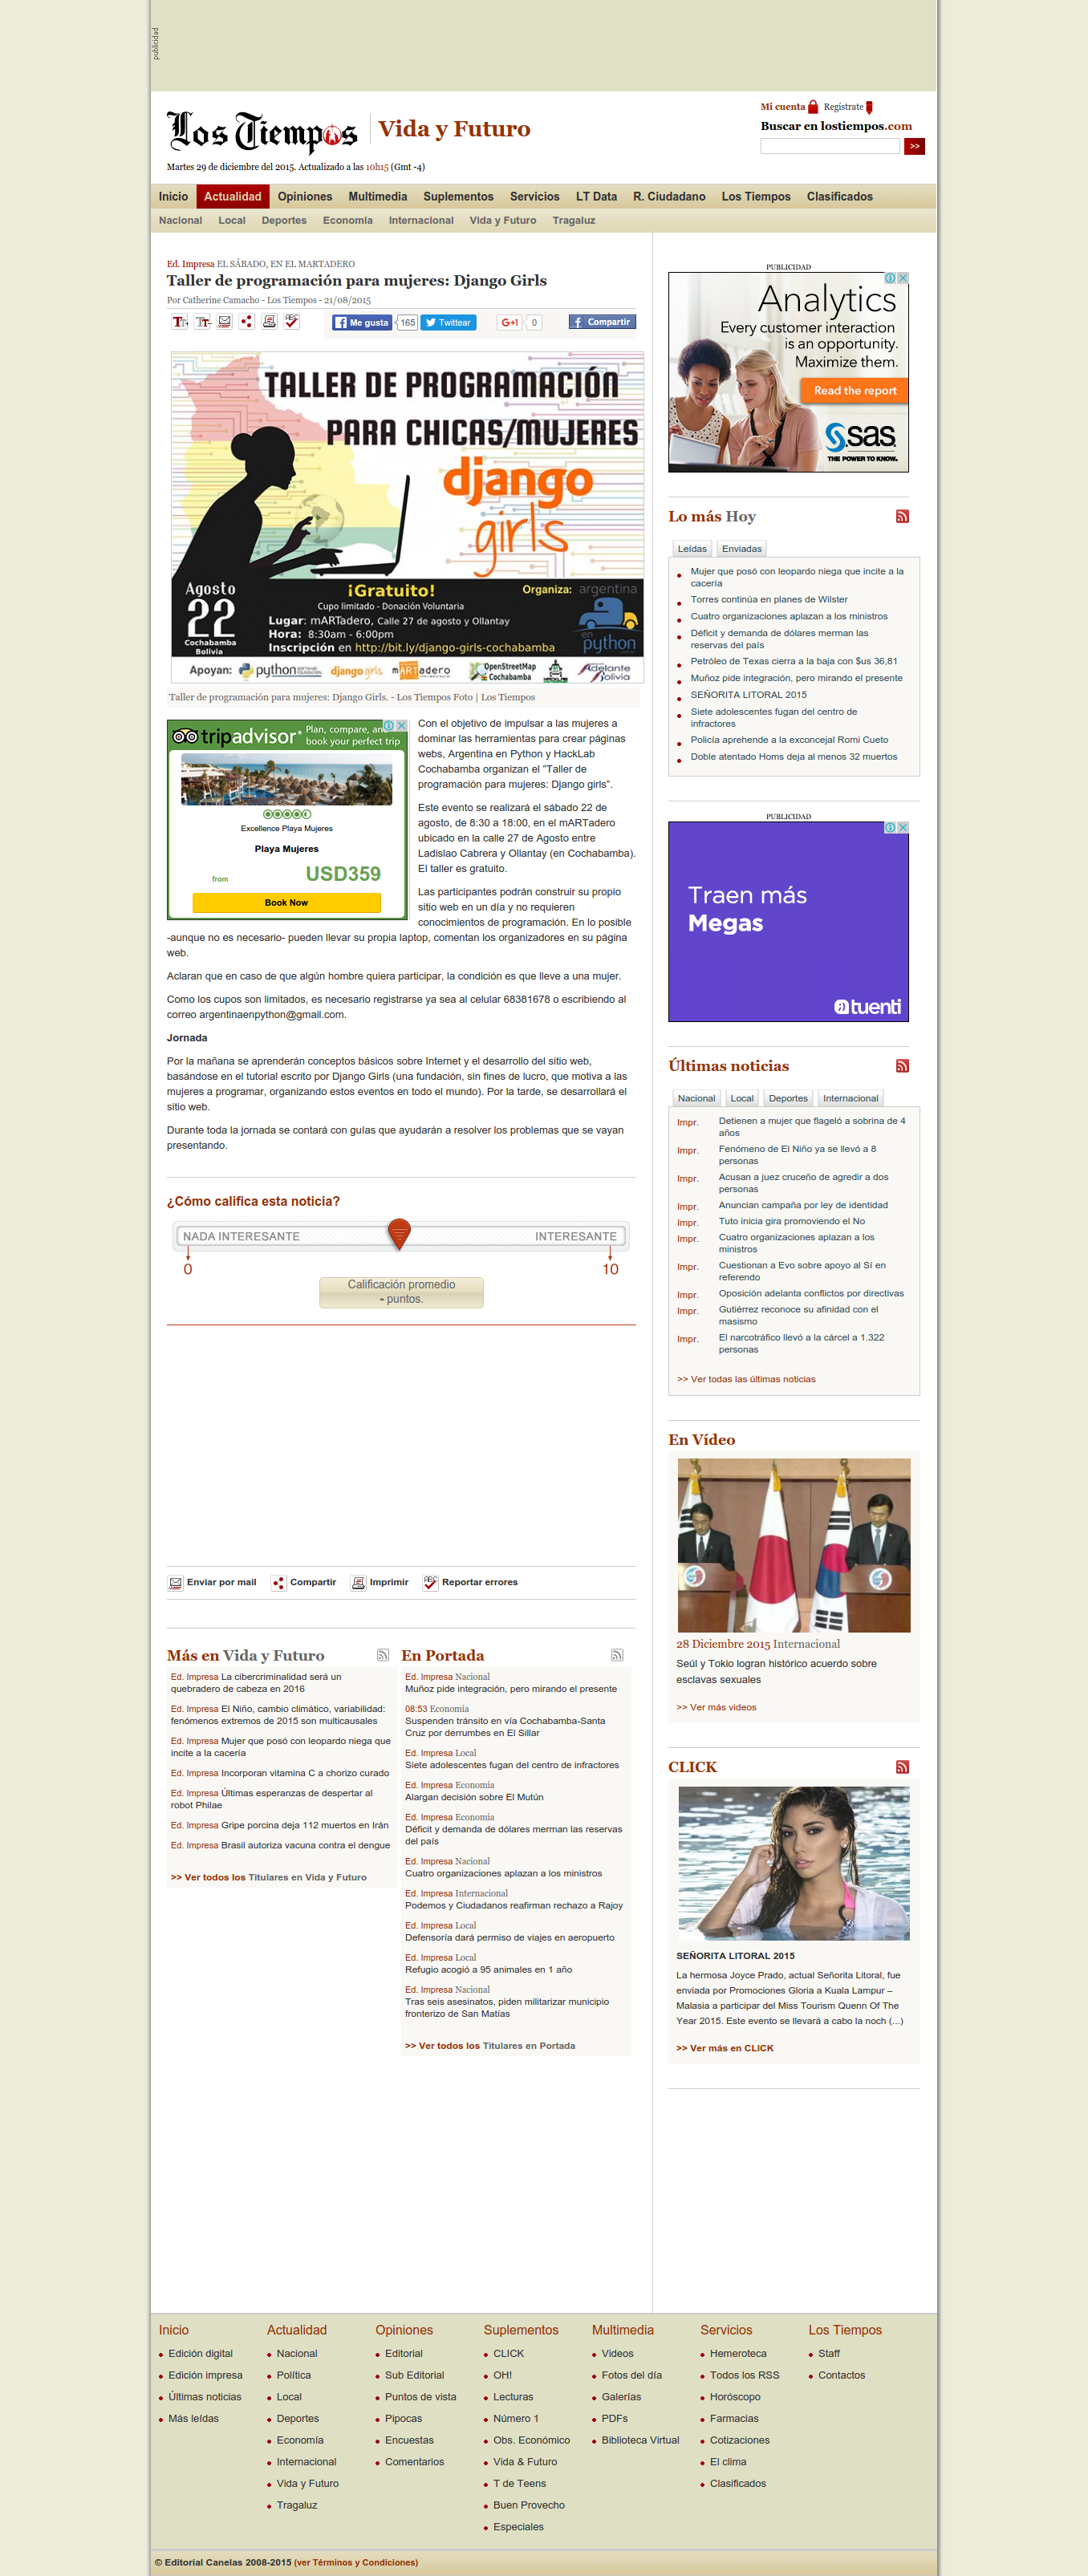 publicidad
Los Tiempos
Vida y Futuro
Mi cuenta
Regístrate
Buscar en lostiempos.com
>>
Martes 29 de diciembre del 2015. Actualizado a las 10h15 (Gmt -4)
Inicio Actualidad Opiniones Multimedia Suplementos Servicios LT Data R. Ciudadano Los Tiempos Clasificados
Nacional Local Deportes Economía Internacional Vida y Futuro Tragaluz
Ed. Impresa EL SÁBADO, EN EL MARTADERO
Taller de programación para mujeres: Django Girls
Por Catherine Camacho - Los Tiempos - 21/08/2015
Me gusta 165 Twittear G+1 0 Compartir
TALLER DE PROGRAMACIÓN
PARA CHICAS/MUJERES
django
girls
Agosto
22
Cochabamba
Bolivia
¡Gratuito!
Cupo limitado - Donación Voluntaria
Lugar: mARTadero, Calle 27 de agosto y Ollantay
Hora: 8:30am - 6:00pm
Inscripción en http://bit.ly/django-girls-cbba
Organiza: argentina
en
python
Apoyan: python django girls mARTadero OpenStreetMap Cochabamba Adelante Bolivia
Taller de programación para mujeres: Django Girls. - Los Tiempos Foto | Los Tiempos
tripadvisor
Plan, compare, and
book your perfect trip
Excellence Playa Mujeres
Playa Mujeres
from USD359
Book Now
Con el objetivo de impulsar a las mujeres a
dominar las herramientas para crear páginas
webs, Argentina en Python y HackLab
Cochabamba organizan el "Taller de
programación para mujeres: Django girls".
Este evento se realizará el sábado 22 de
agosto, de 8:30 a 18:00, en el mARTadero
ubicado en la calle 27 de Agosto entre
Ladislao Cabrera y Ollantay (en Cochabamba).
El taller es gratuito.
Las participantes podrán construir su propio
sitio web en un día y no requieren
conocimientos de programación. En lo posible
-aunque no es necesario- pueden llevar su propia laptop, comentan los organizadores en su página
web.
Aclaran que en caso de que algún hombre quiera participar, la condición es que lleve a una mujer.
Como los cupos son limitados, es necesario registrarse ya sea al celular 68381678 o escribiendo al
correo argentinaenpython@gmail.com.
Jornada
Por la mañana se aprenderán conceptos básicos sobre Internet y el desarrollo del sitio web,
basándose en el tutorial escrito por Django Girls (una fundación, sin fines de lucro, que motiva a las
mujeres a programar, organizando estos eventos en todo el mundo). Por la tarde, se desarrollará el
sitio web.
Durante toda la jornada se contará con guías que ayudarán a resolver los problemas que se vayan
presentando.
¿Cómo califica esta noticia?
NADA INTERESANTE INTERESANTE
0 10
Calificación promedio
- puntos.
Enviar por mail Compartir Imprimir Reportar errores
Más en Vida y Futuro
Ed. Impresa La cibercriminalidad será un
quebradero de cabeza en 2016
Ed. Impresa El Niño, cambio climático, variabilidad:
fenómenos extremos de 2015 son multicausales
Ed. Impresa Mujer que posó con leopardo niega que
incite a la cacería
Ed. Impresa Incorporan vitamina C a chorizo curado
Ed. Impresa Últimas esperanzas de despertar al
robot Philae
Ed. Impresa Gripe porcina deja 112 muertos en Irán
Ed. Impresa Brasil autoriza vacuna contra el dengue
>> Ver todos los Titulares en Vida y Futuro
En Portada
Ed. Impresa Nacional
Muñoz pide integración, pero mirando el presente
08:53 Economía
Suspenden tránsito en vía Cochabamba-Santa
Cruz por derrumbes en El Sillar
Ed. Impresa Local
Siete adolescentes fugan del centro de infractores
Ed. Impresa Economía
Alargan decisión sobre El Mutún
Ed. Impresa Economía
Déficit y demanda de dólares merman las reservas
del país
Ed. Impresa Nacional
Cuatro organizaciones aplazan a los ministros
Ed. Impresa Internacional
Podemos y Ciudadanos reafirman rechazo a Rajoy
Ed. Impresa Local
Defensoría dará permiso de viajes en aeropuerto
Ed. Impresa Local
Refugio acogió a 95 animales en 1 año
Ed. Impresa Nacional
Tras seis asesinatos, piden militarizar municipio
fronterizo de San Matías
>> Ver todos los Titulares en Portada
PUBLICIDAD
Analytics
Every customer interaction
is an opportunity.
Maximize them.
Read the report
sas
THE POWER TO KNOW.
Lo más Hoy
Leídas Enviadas
Mujer que posó con leopardo niega que incite a la
cacería
Torres continúa en planes de Wilster
Cuatro organizaciones aplazan a los ministros
Déficit y demanda de dólares merman las
reservas del país
Petróleo de Texas cierra a la baja con $us 36,81
Muñoz pide integración, pero mirando el presente
SEÑORITA LITORAL 2015
Siete adolescentes fugan del centro de
infractores
Policía aprehende a la exconcejal Romi Cueto
Doble atentado Homs deja al menos 32 muertos
PUBLICIDAD
Traen más
Megas
tuenti
Últimas noticias
Nacional Local Deportes Internacional
Impr. Detienen a mujer que flageló a sobrina de 4
años
Impr. Fenómeno de El Niño ya se llevó a 8
personas
Impr. Acusan a juez cruceño de agredir a dos
personas
Impr. Anuncian campaña por ley de identidad
Impr. Tuto inicia gira promoviendo el No
Impr. Cuatro organizaciones aplazan a los
ministros
Impr. Cuestionan a Evo sobre apoyo al Sí en
referendo
Impr. Oposición adelanta conflictos por directivas
Impr. Gutiérrez reconoce su afinidad con el
masismo
Impr. El narcotráfico llevó a la cárcel a 1.322
personas
>> Ver todas las últimas noticias
En Vídeo
28 Diciembre 2015 Internacional
Seúl y Tokio logran histórico acuerdo sobre
esclavas sexuales
>> Ver más videos
CLICK
SEÑORITA LITORAL 2015
La hermosa Joyce Prado, actual Señorita Litoral, fue
enviada por Promociones Gloria a Kuala Lampur –
Malasia a participar del Miss Tourism Quenn Of The
Year 2015. Este evento se llevará a cabo la noch (...)
>> Ver más en CLICK
Inicio
Edición digital
Edición impresa
Últimas noticias
Más leídas
Actualidad
Nacional
Política
Local
Deportes
Economía
Internacional
Vida y Futuro
Tragaluz
Opiniones
Editorial
Sub Editorial
Puntos de vista
Pipocas
Encuestas
Comentarios
Suplementos
CLICK
OH!
Lecturas
Número 1
Obs. Económico
Vida & Futuro
T de Teens
Buen Provecho
Especiales
Multimedia
Videos
Fotos del día
Galerías
PDFs
Biblioteca Virtual
Servicios
Hemeroteca
Todos los RSS
Horóscopo
Farmacias
Cotizaciones
El clima
Clasificados
Los Tiempos
Staff
Contactos
© Editorial Canelas 2008-2015 (ver Términos y Condiciones)